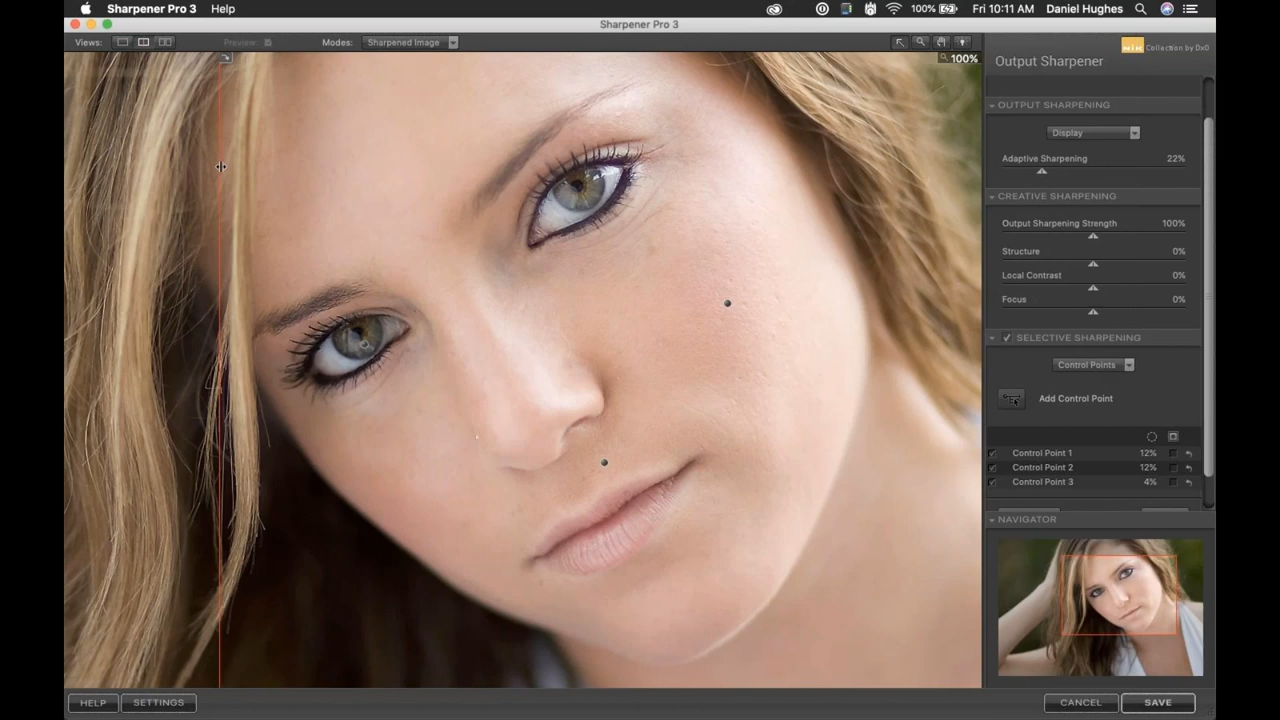 Sharpener Pro 3 Help 100% Fri 10:11 AM Daniel Hughes
Sharpener Pro 3
Views: Preview: Modes: Sharpened Image
100%
Nik Collection by DxO
Output Sharpener
OUTPUT SHARPENING
Display
Adaptive Sharpening 22%
CREATIVE SHARPENING
Output Sharpening Strength 100%
Structure 0%
Local Contrast 0%
Focus 0%
SELECTIVE SHARPENING
Control Points
Add Control Point
Control Point 1 12%
Control Point 2 12%
Control Point 3 4%
NAVIGATOR
HELP SETTINGS CANCEL SAVE